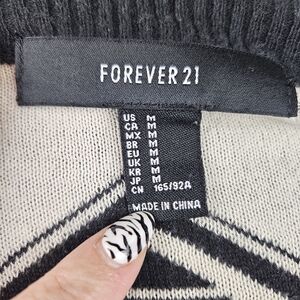 FOREVER 21
US M
CA M
MX M
BR M
EU M
UK M
KR M
JP M
CN 165/92A
MADE IN CHINA